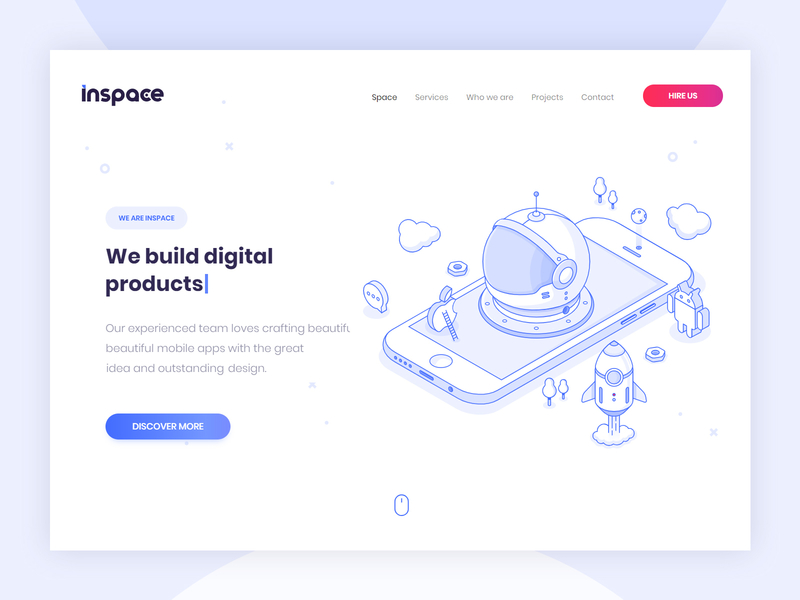 inspace
Space Services Who we are Projects Contact HIRE US
WE ARE INSPACE
We build digital
products
Our experienced team loves crafting beautifu
beautiful mobile apps with the great
idea and outstanding design.
DISCOVER MORE